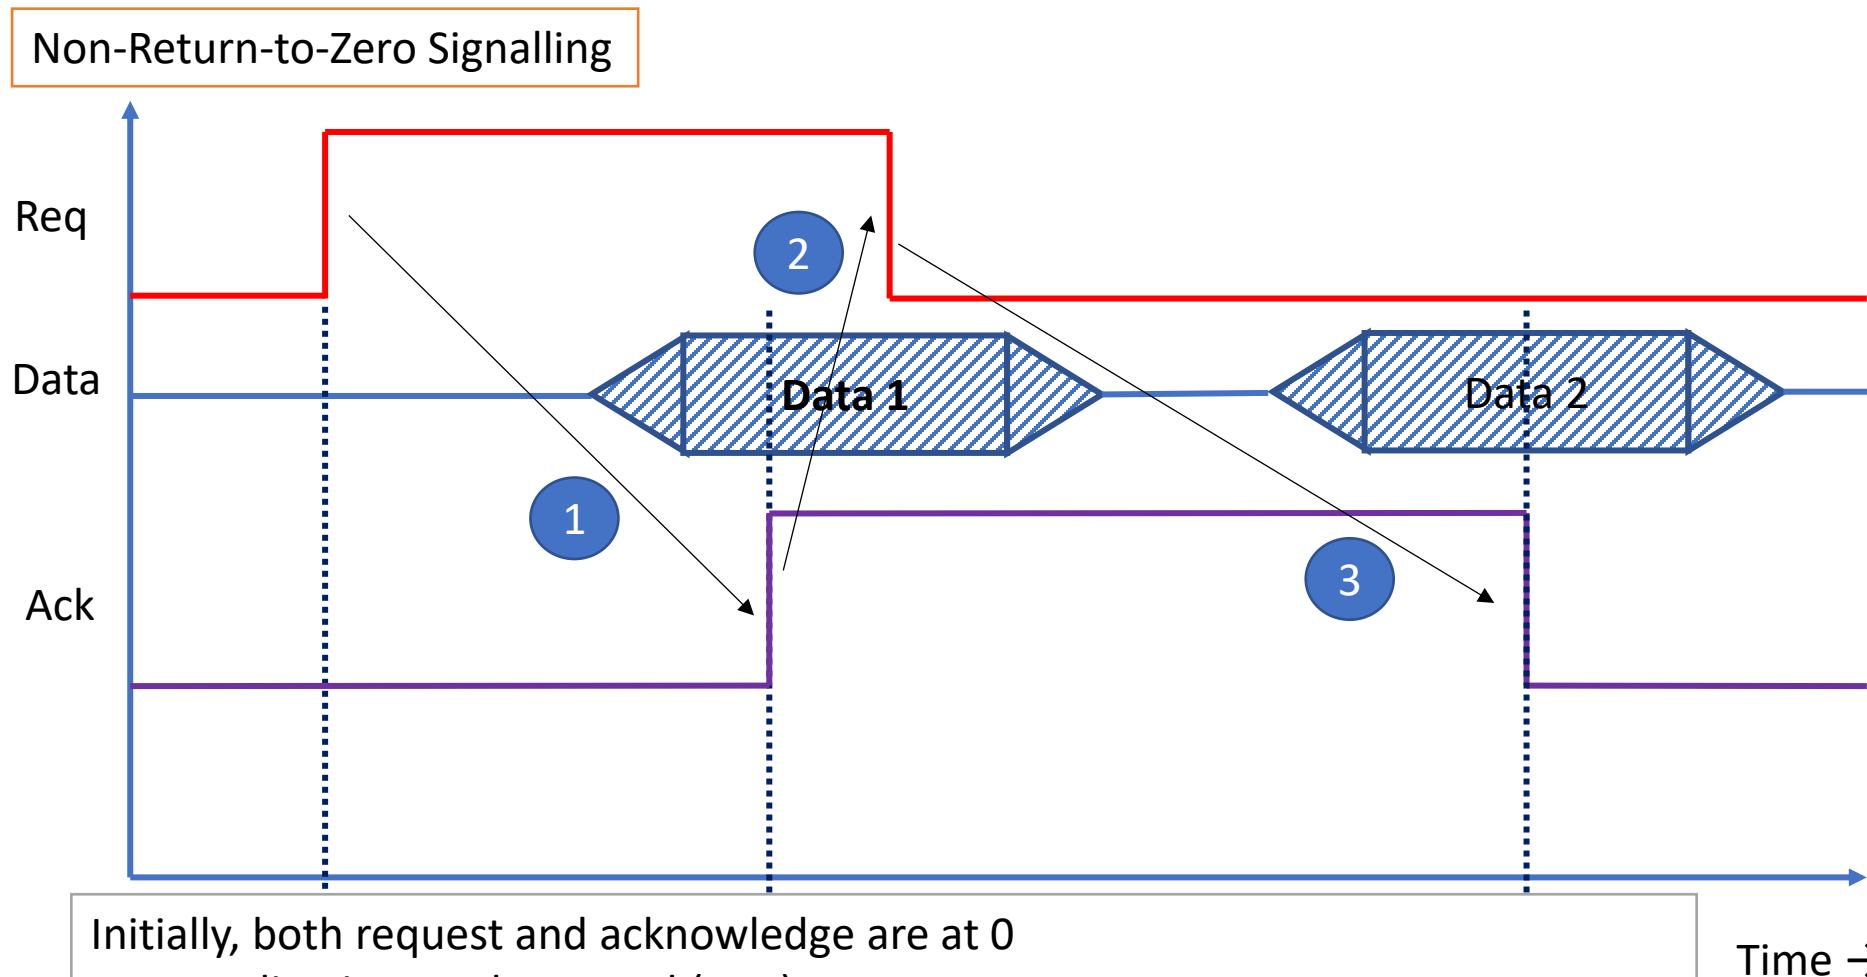 Non-Return-to-Zero Signalling
Req
2
Data
Data 1
Data 2
1
3
Ack
Initially, both request and acknowledge are at 0
Time →